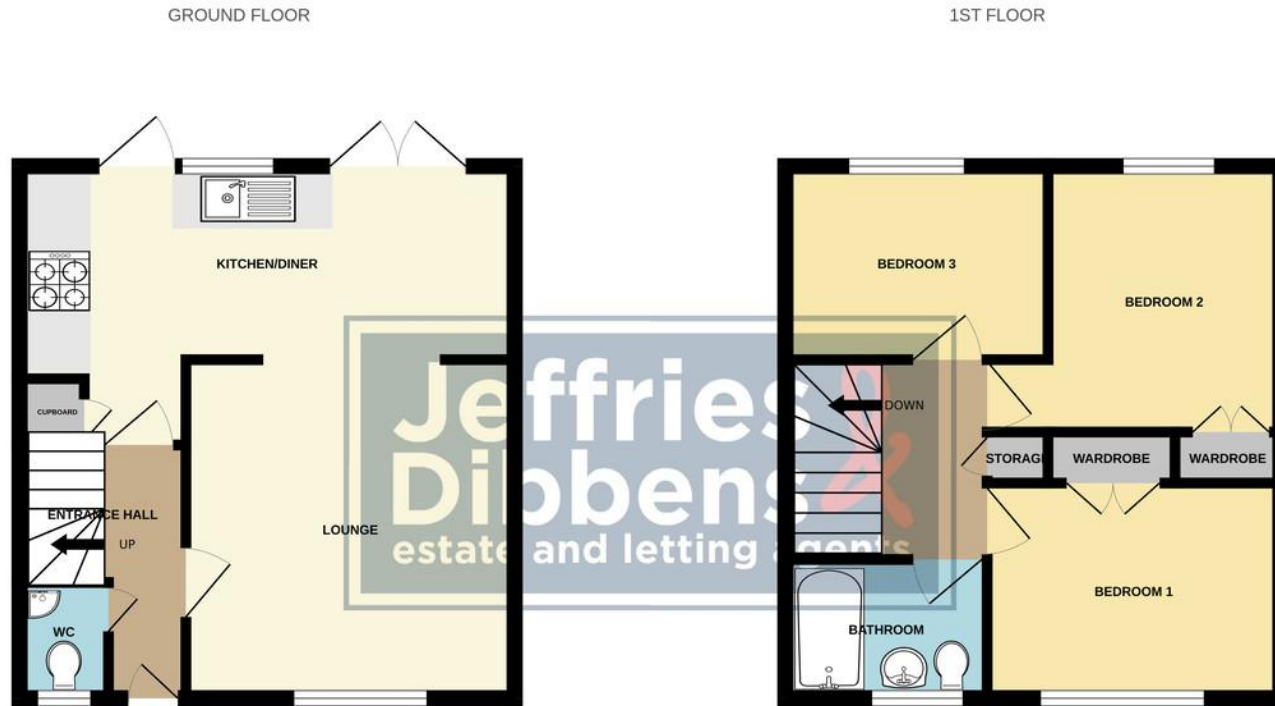 GROUND FLOOR
1ST FLOOR
KITCHEN/DINER
CUPBOARD
ENTRANCE HALL
UP
LOUNGE
WC
BEDROOM 3
BEDROOM 2
DOWN
STORAGE
WARDROBE
WARDROBE
BEDROOM 1
BATHROOM
Jeffries &
Dibbens
estate and letting agents